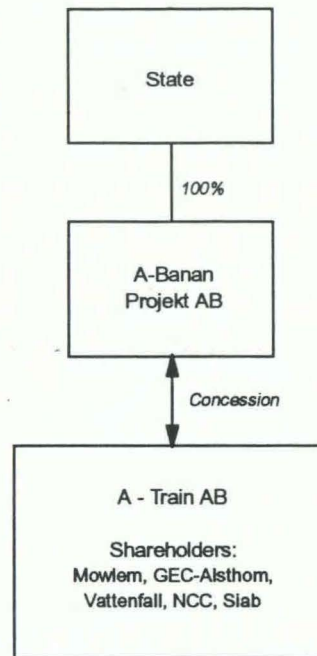 State
100%
A-Banan
Projekt AB
Concession
A - Train AB
Shareholders:
Mowlem, GEC-Alsthom,
Vattenfall, NCC, Siab